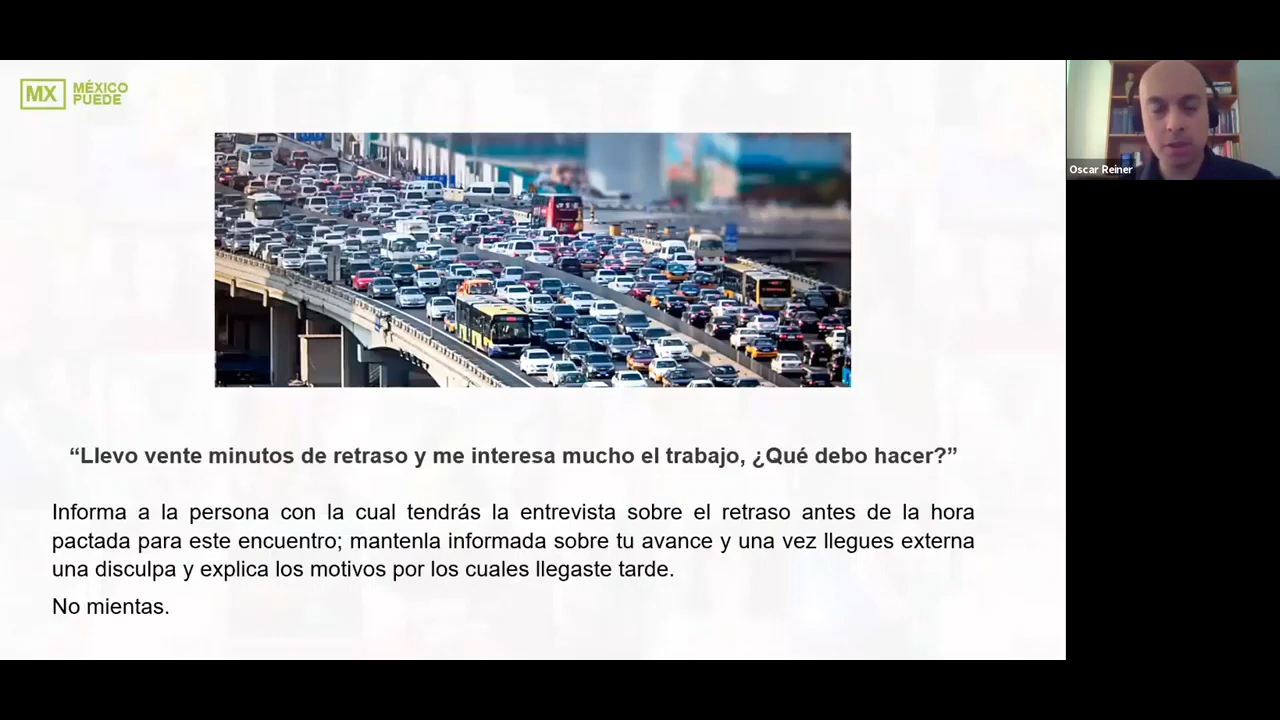 MX MÉXICO
PUEDE
Oscar Reiner
“Llevo vente minutos de retraso y me interesa mucho el trabajo, ¿Qué debo hacer?”
Informa a la persona con la cual tendrás la entrevista sobre el retraso antes de la hora
pactada para este encuentro; mantenla informada sobre tu avance y una vez llegues externa
una disculpa y explica los motivos por los cuales llegaste tarde.
No mientas.